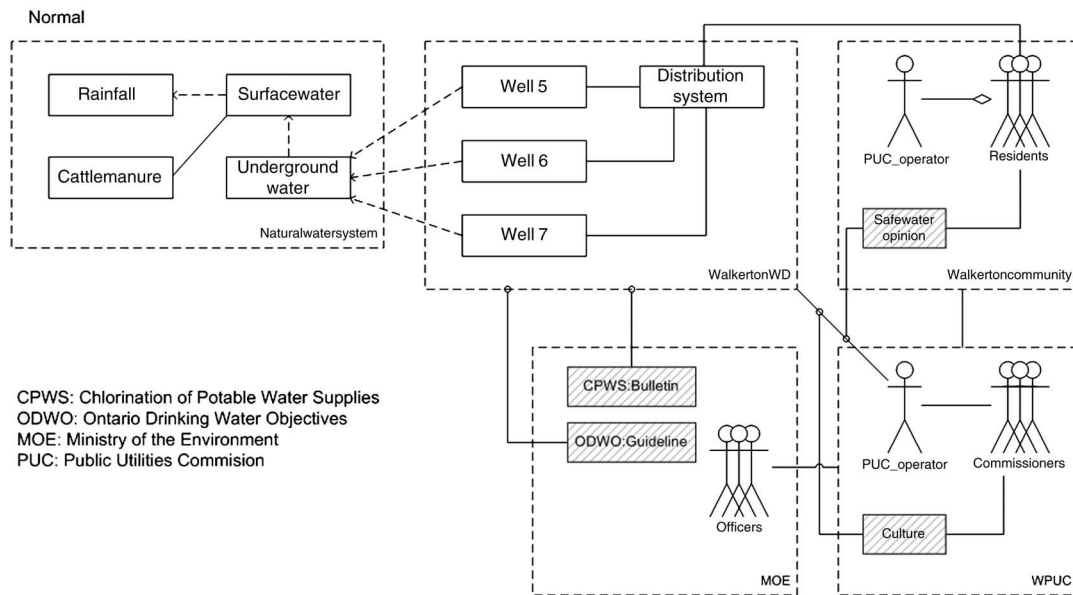 Normal
Rainfall
Surfacewater
Cattlemanure
Underground
water
Naturalwatersystem
Well 5
Well 6
Well 7
Distribution
system
WalkertonWD
PUC_operator
Residents
Safewater
opinion
Walkertoncommunity
CPWS: Chlorination of Potable Water Supplies
ODWO: Ontario Drinking Water Objectives
MOE: Ministry of the Environment
PUC: Public Utilities Commision
CPWS:Bulletin
ODWO:Guideline
Officers
MOE
PUC_operator
Commissioners
Culture
WPUC